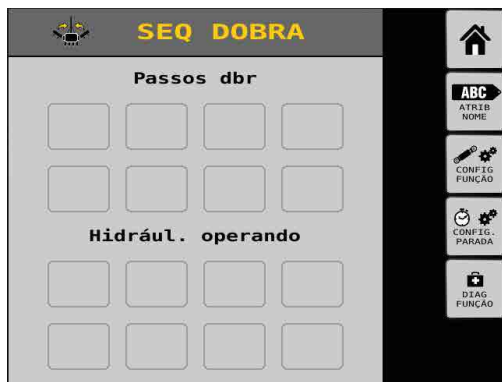 SEQ DOBRA
Passos dbr
Hidrául. operando
ABC
ATRIB
NOME
CONFIG
FUNÇÃO
CONFIG.
PARADA
DIAG
FUNÇÃO